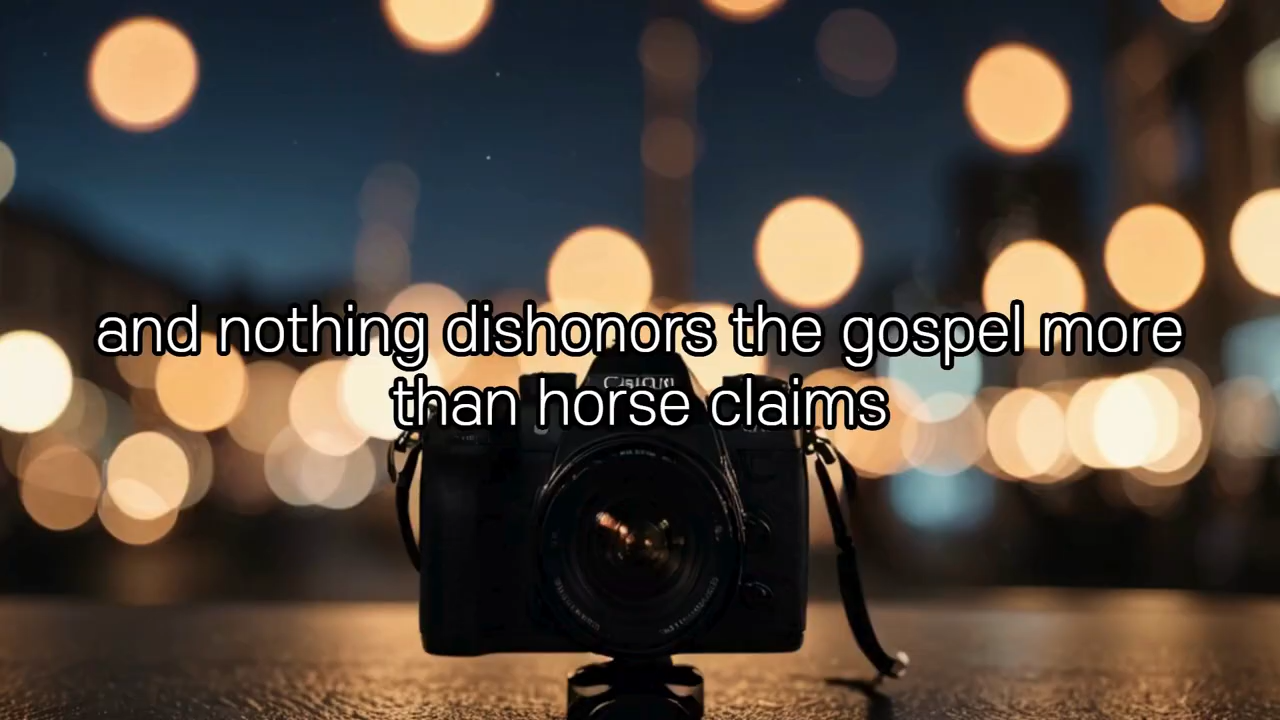 and nothing dishonors the gospel more
than horse claims